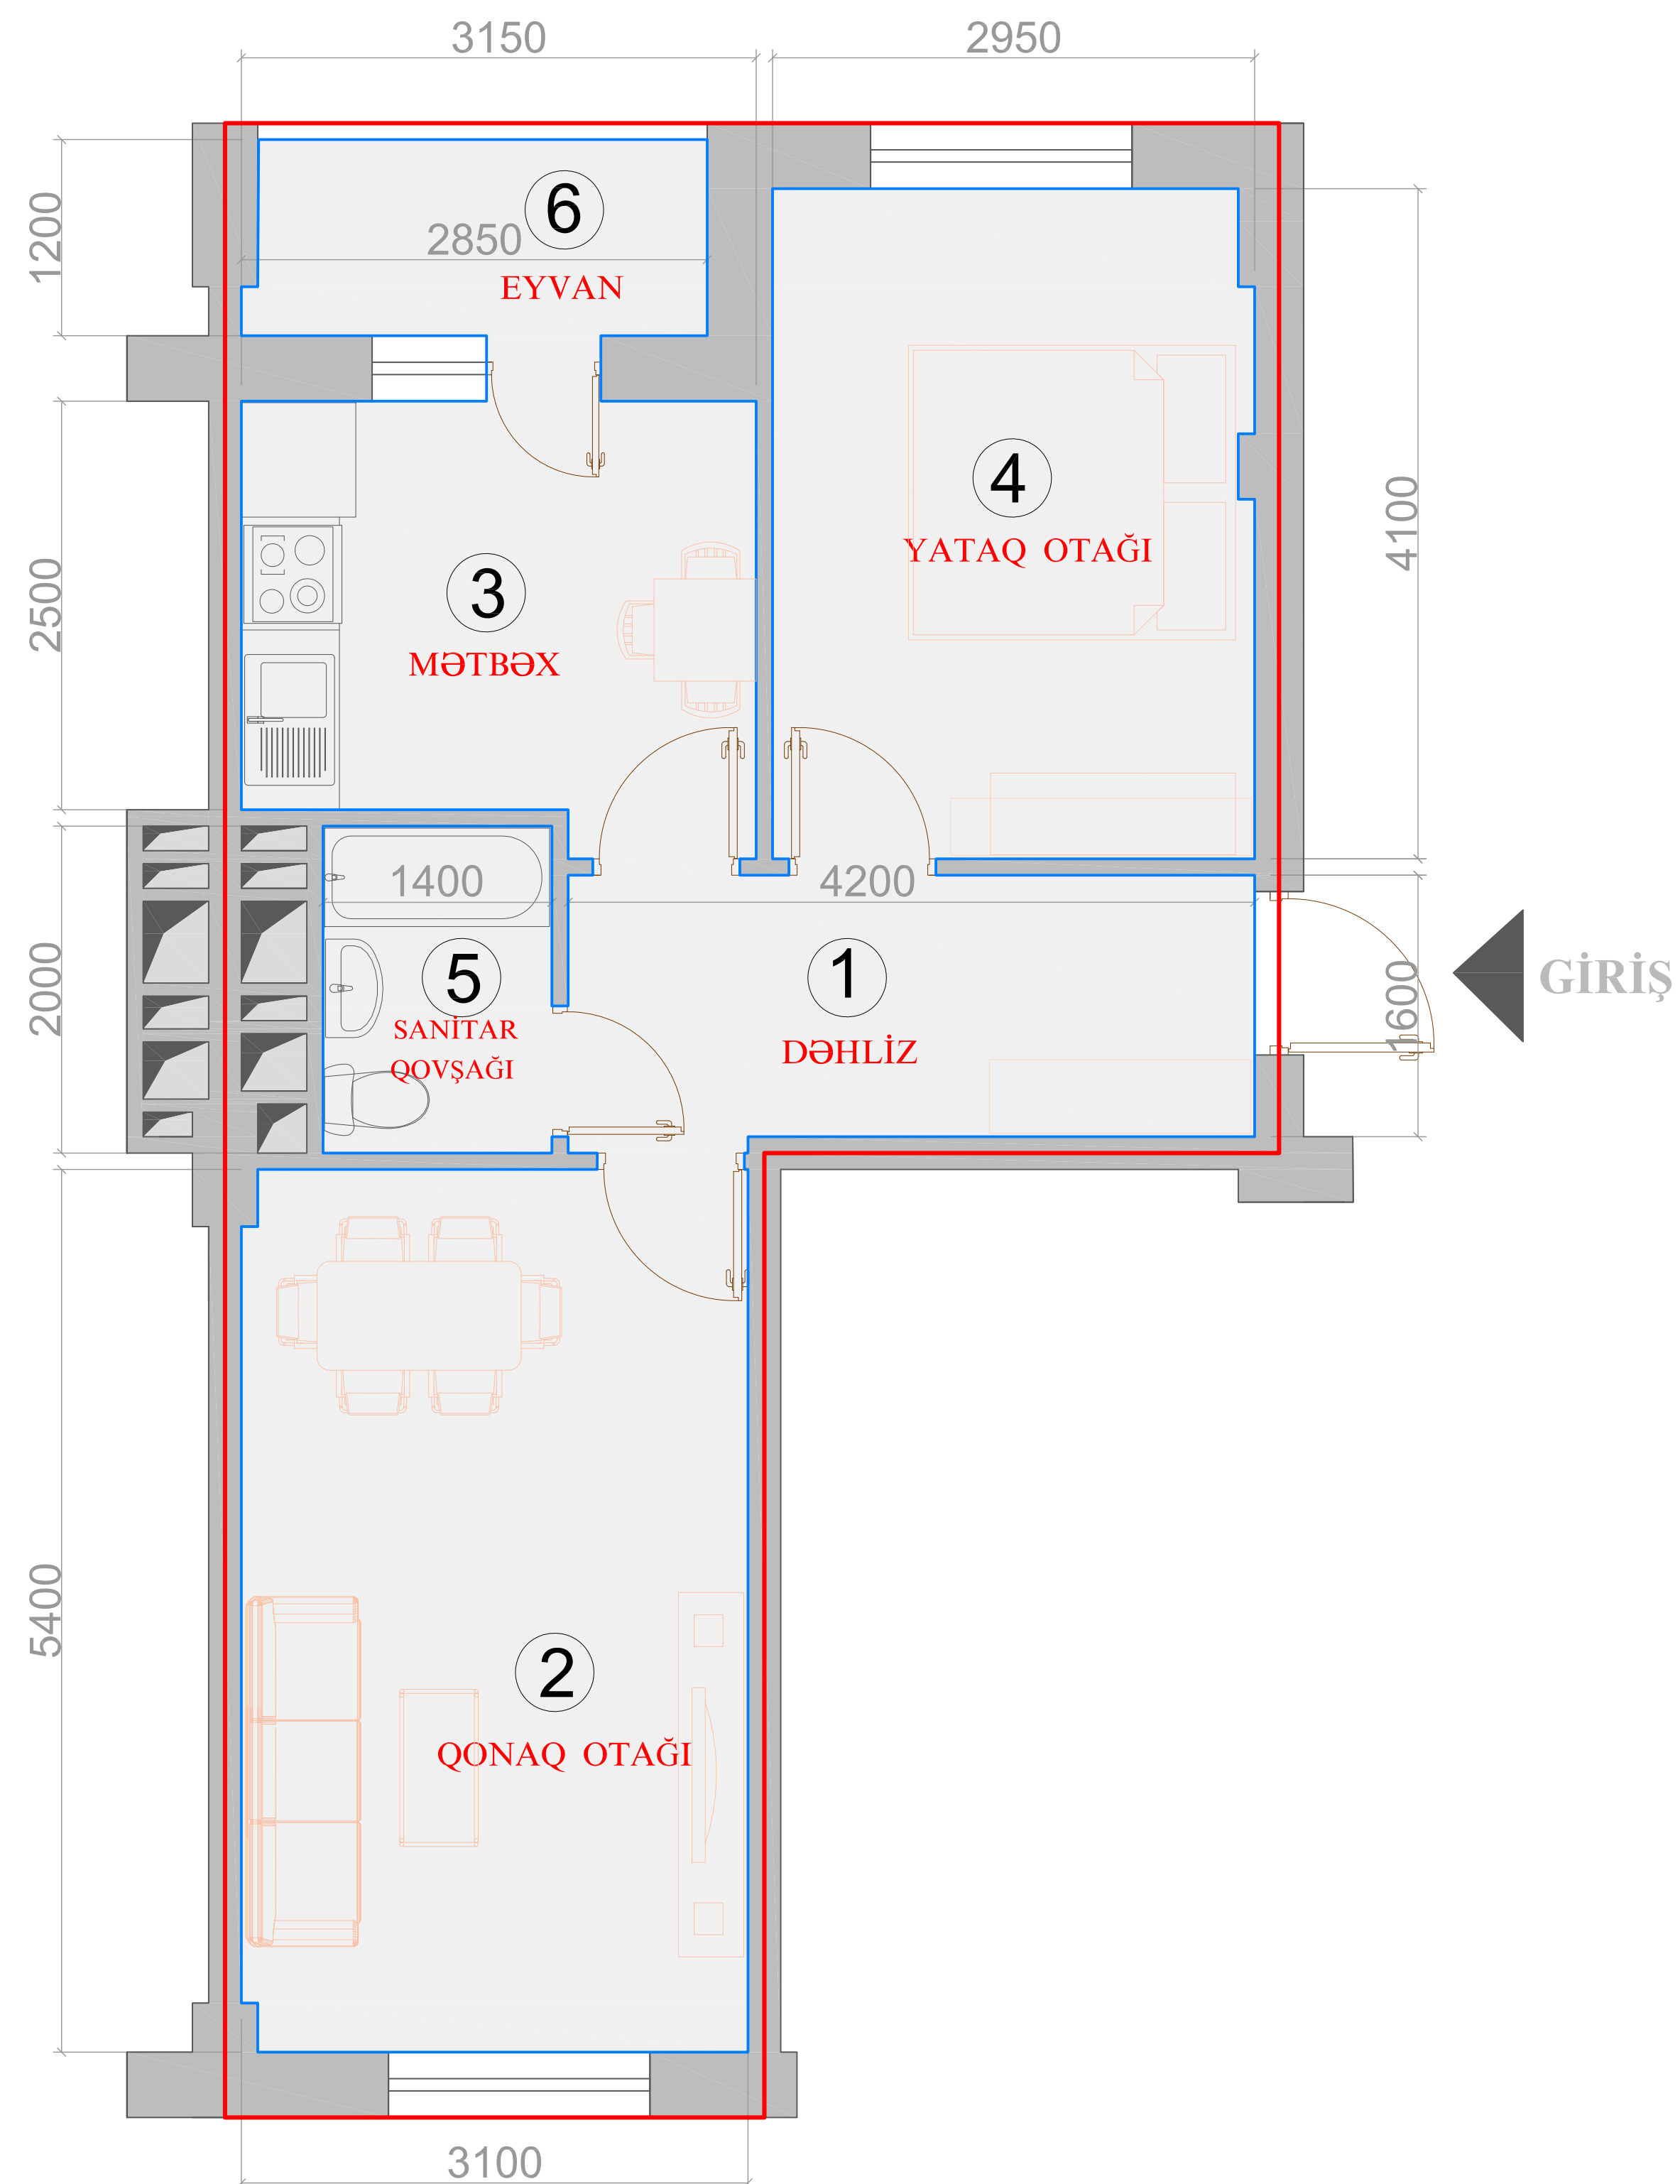 3150
2950
1200
6
2850
EYVAN
4
YATAQ OTAĞI
4100
2500
3
MƏTBƏX
1400
4200
2000
5
SANİTAR
QOVŞAĞI
1
DƏHLİZ
1600
GİRİŞ
5400
2
QONAQ OTAĞI
3100